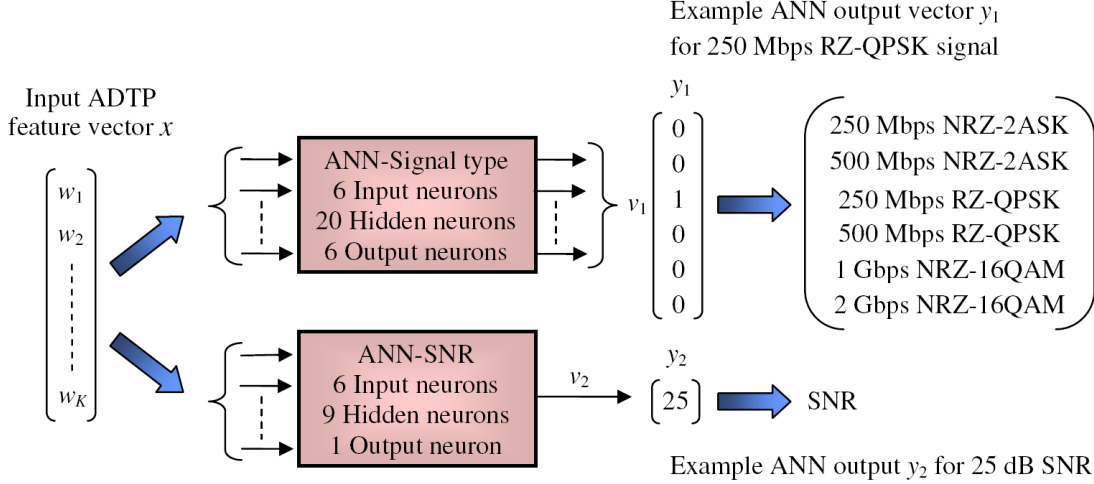 Example ANN output vector y1
for 250 Mbps RZ-QPSK signal
Input ADTP
feature vector x
w1
w2
wK
ANN-Signal type
6 Input neurons
20 Hidden neurons
6 Output neurons
v1
y1
0
0
1
0
0
0
250 Mbps NRZ-2ASK
500 Mbps NRZ-2ASK
250 Mbps RZ-QPSK
500 Mbps RZ-QPSK
1 Gbps NRZ-16QAM
2 Gbps NRZ-16QAM
ANN-SNR
6 Input neurons
9 Hidden neurons
1 Output neuron
v2
y2
25
SNR
Example ANN output y2 for 25 dB SNR